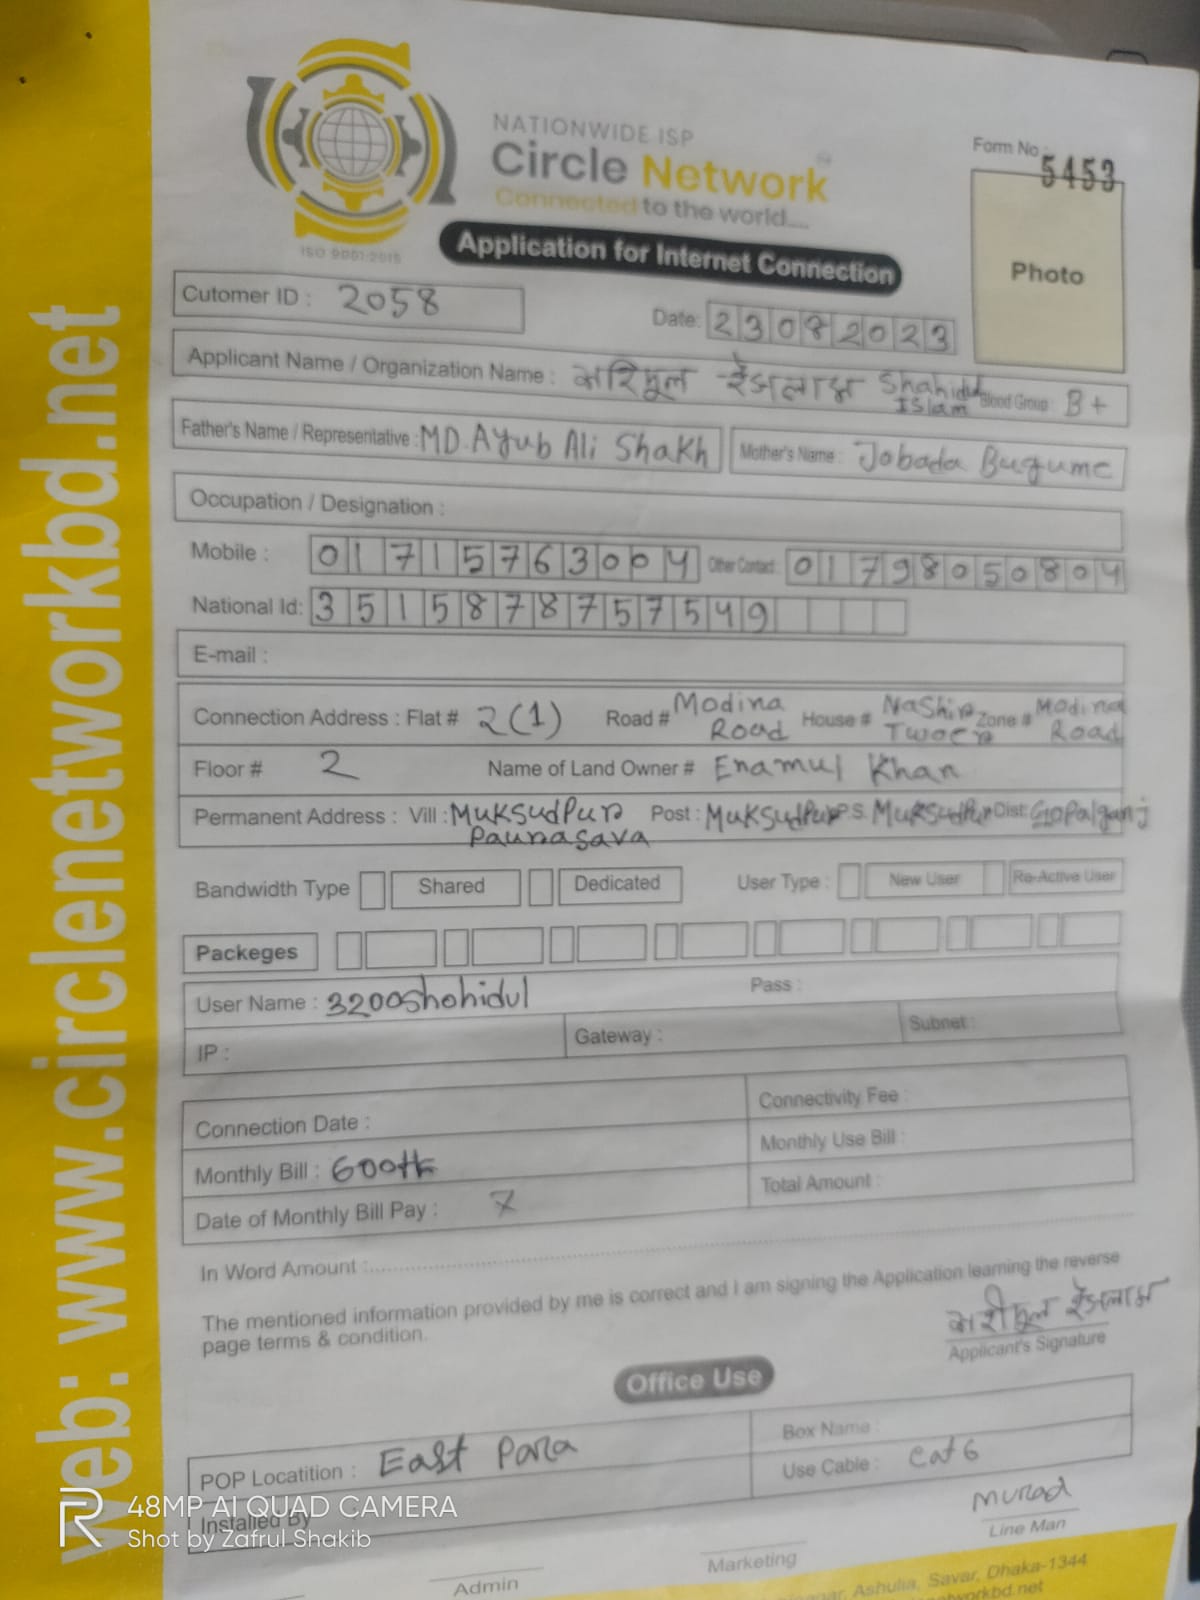 web: www.circlenetworkbd.net
NATIONWIDE ISP
Circle Network
Connected to the world....
ISO 9001:2015
Form No : 5453
Application for Internet Connection
Photo
Cutomer ID : 2058
Date: 23082023
Applicant Name / Organization Name : শহিদুল ইসলাম Shahidul Islam Blood Group : B+
Father's Name / Representative : MD. Ayub Ali Shakh Mother's Name : Jobada Bugume
Occupation / Designation :
Mobile : 01715763004 Other Contact : 01798050804
National Id: 3515878757549
E-mail :
Connection Address : Flat # 2(1) Road # Modina Road House # Nashir Twoer Zone # Modina Road
Floor # 2 Name of Land Owner # Enamul Khan
Permanent Address : Vill : Muksudpur Paurasava Post : Muksudpur P.S. Muksudpur Dist: Gopalganj
Bandwidth Type Shared Dedicated User Type : New User Re-Active User
Packeges
User Name : 3200shohidul Pass :
IP : Gateway : Subnet :
Connection Date : Connectivity Fee :
Monthly Bill : 600tk Monthly Use Bill :
Date of Monthly Bill Pay : 7 Total Amount :
In Word Amount :
The mentioned information provided by me is correct and I am signing the Application learning the reverse
page terms & condition.
শহীদুল ইসলাম
Applicant's Signature
Office Use
POP Locatition : East Para Box Name :
Use Cable : Cat 6
Installed By
Murad
Line Man
Marketing
Admin
Ashulia, Savar, Dhaka-1344
48MP AI QUAD CAMERA
Shot by Zafrul Shakib